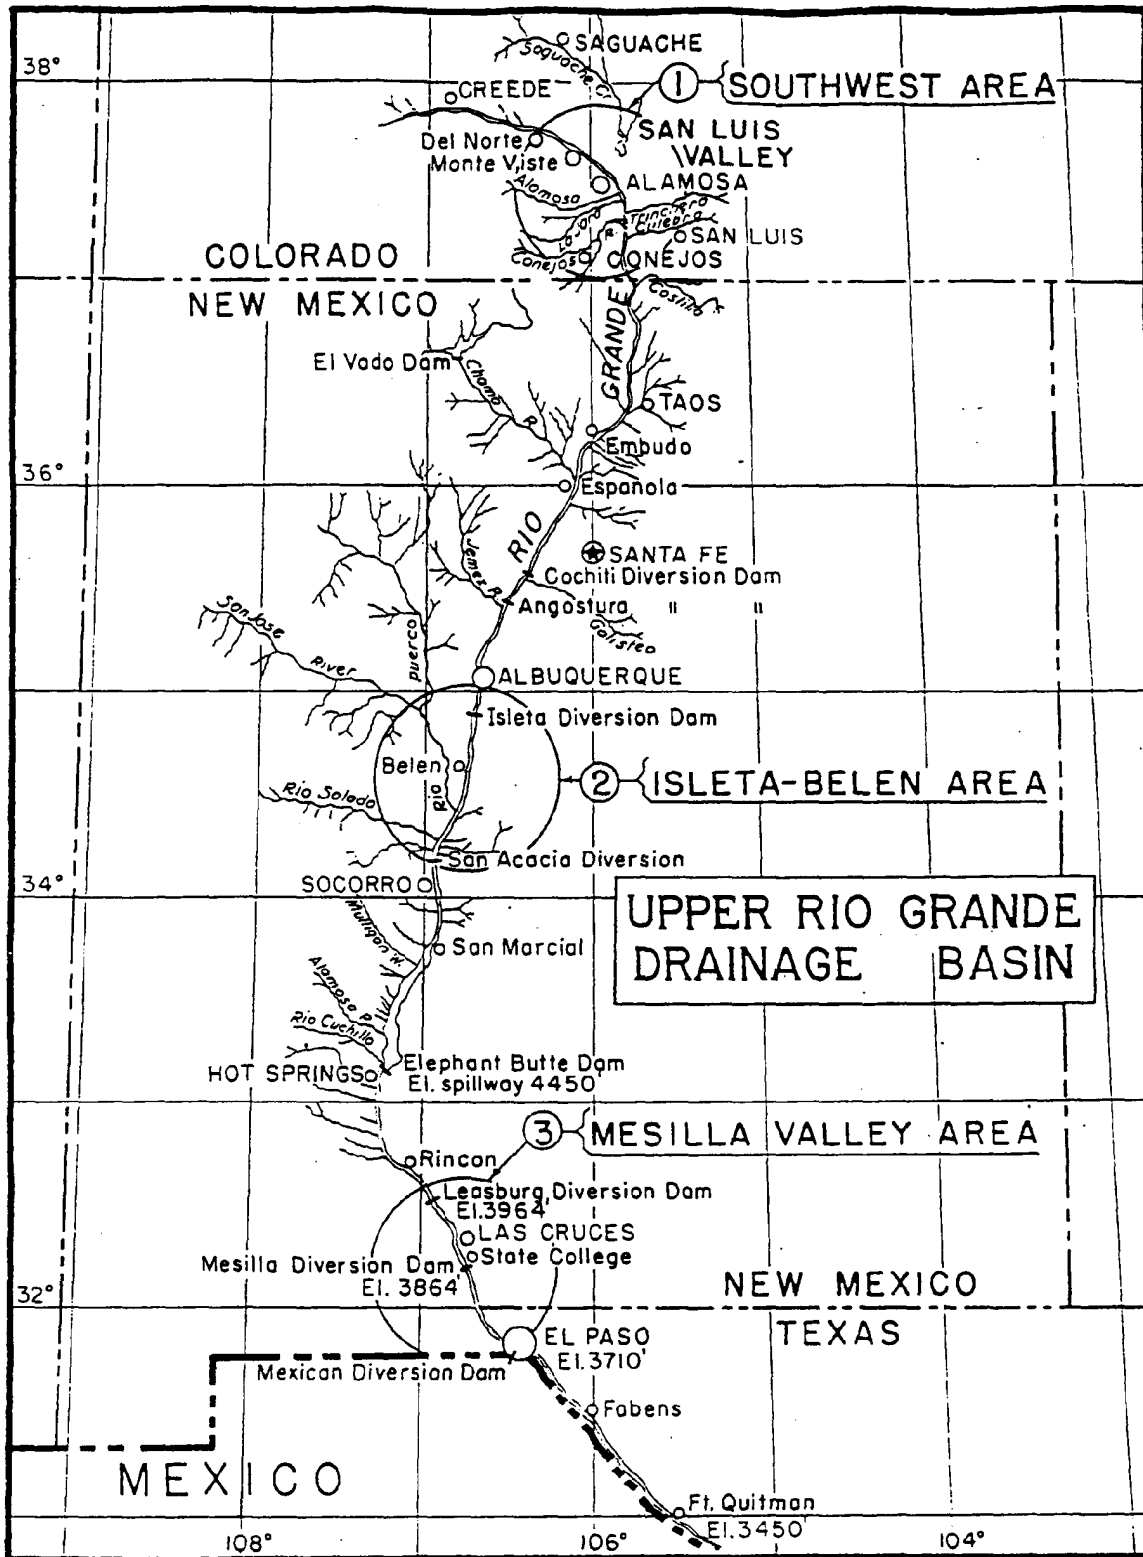 SAGUACHE
Saguache Cr.
38°
① SOUTHWEST AREA
CREEDE
Del Norte
SAN LUIS
VALLEY
Monte Viste
ALAMOSA
Alamosa
Trinchera
Culebra
La Jara
R.
SAN LUIS
Conejos
CONEJOS
COLORADO
NEW MEXICO
Costilla
El Vado Dam
Chama R.
GRANDE
TAOS
Embudo
36°
Española
RIO
SANTA FE
Jemez R.
Cochiti Diversion Dam
Angostura " "
Galisteo
San Jose
River
Puerco
ALBUQUERQUE
Isleta Diversion Dam
Belen
② ISLETA-BELEN AREA
Rio Salado
Rio
San Acacia Diversion
34°
SOCORRO
UPPER RIO GRANDE
DRAINAGE BASIN
Mulligan W.
San Marcial
Alamosa R.
Rio Cuchillo
Elephant Butte Dam
El. spillway 4450'
HOT SPRINGS
③ MESILLA VALLEY AREA
Rincon
Leasburg Diversion Dam
El.3964'
LAS CRUCES
State College
Mesilla Diversion Dam
El. 3864'
32°
NEW MEXICO
TEXAS
EL PASO
El.3710'
Mexican Diversion Dam
Fabens
MEXICO
Ft. Quitman
El.3450'
108°
106°
104°